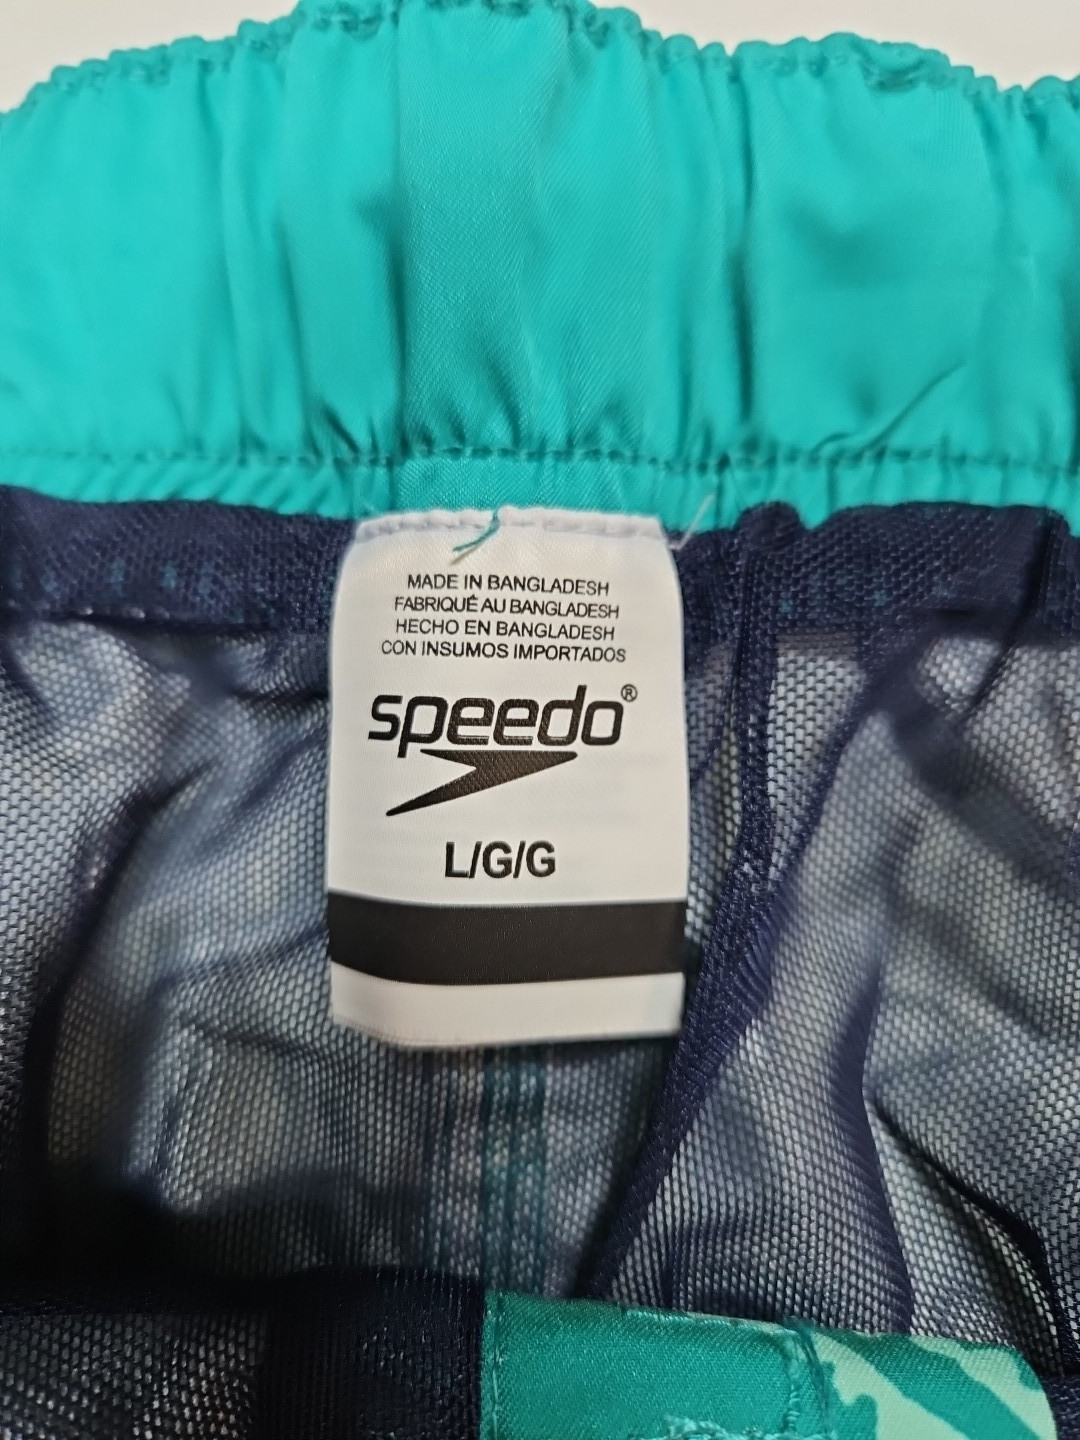 MADE IN BANGLADESH
FABRIQUÉ AU BANGLADESH
HECHO EN BANGLADESH
CON INSUMOS IMPORTADOS
speedo®
L/G/G